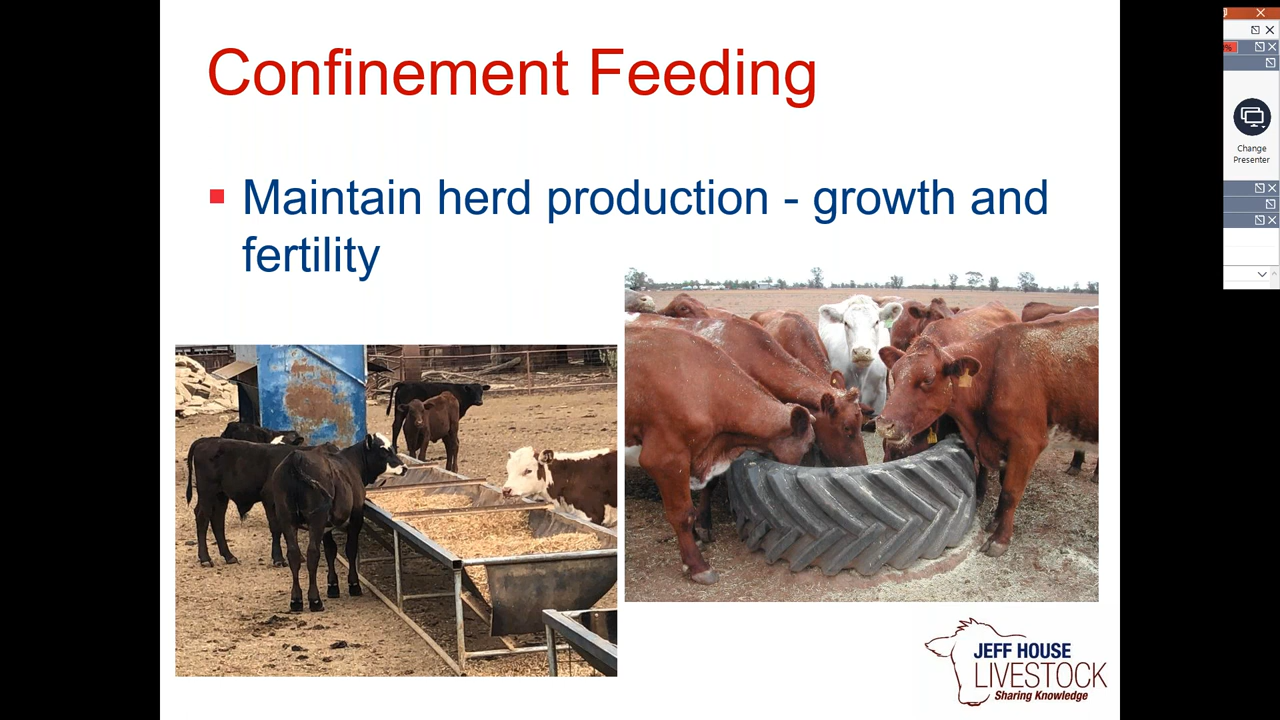 Confinement Feeding
Maintain herd production - growth and
fertility
Change
Presenter
JEFF HOUSE
LIVESTOCK
Sharing Knowledge